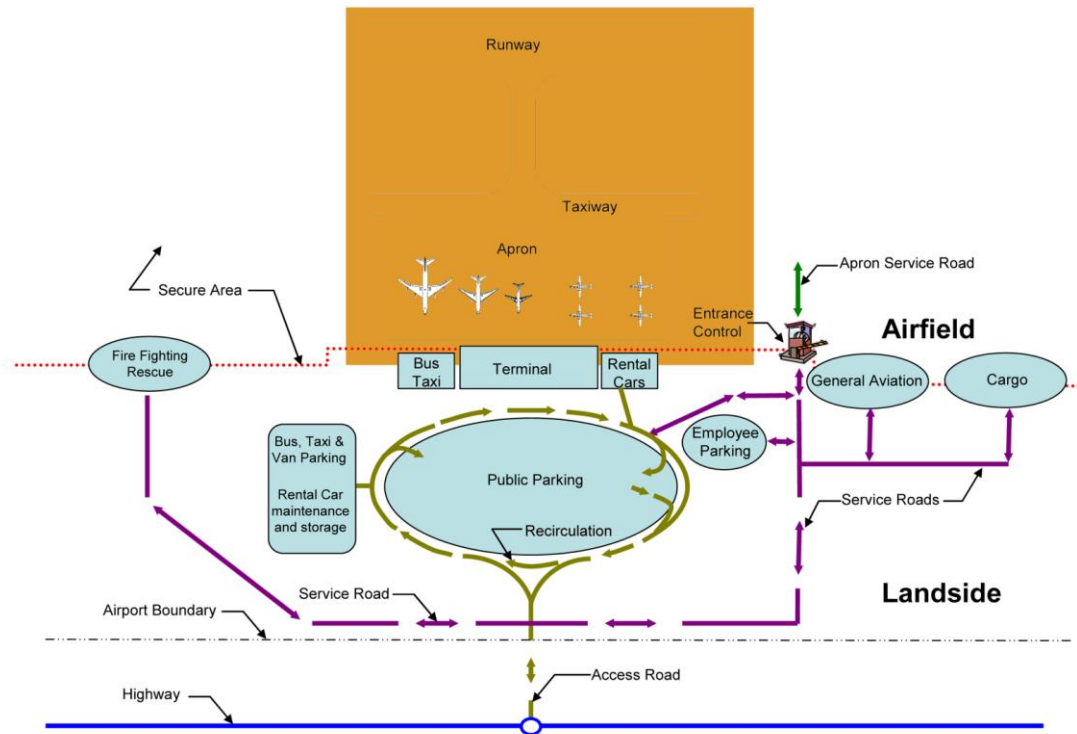 Runway
Taxiway
Apron
Apron Service Road
Secure Area
Entrance
Control
Airfield
Fire Fighting
Rescue
Bus
Taxi
Terminal
Rental
Cars
General Aviation
Cargo
Bus, Taxi &
Van Parking
Rental Car
maintenance
and storage
Public Parking
Employee
Parking
Service Roads
Recirculation
Service Road
Landside
Airport Boundary
Access Road
Highway